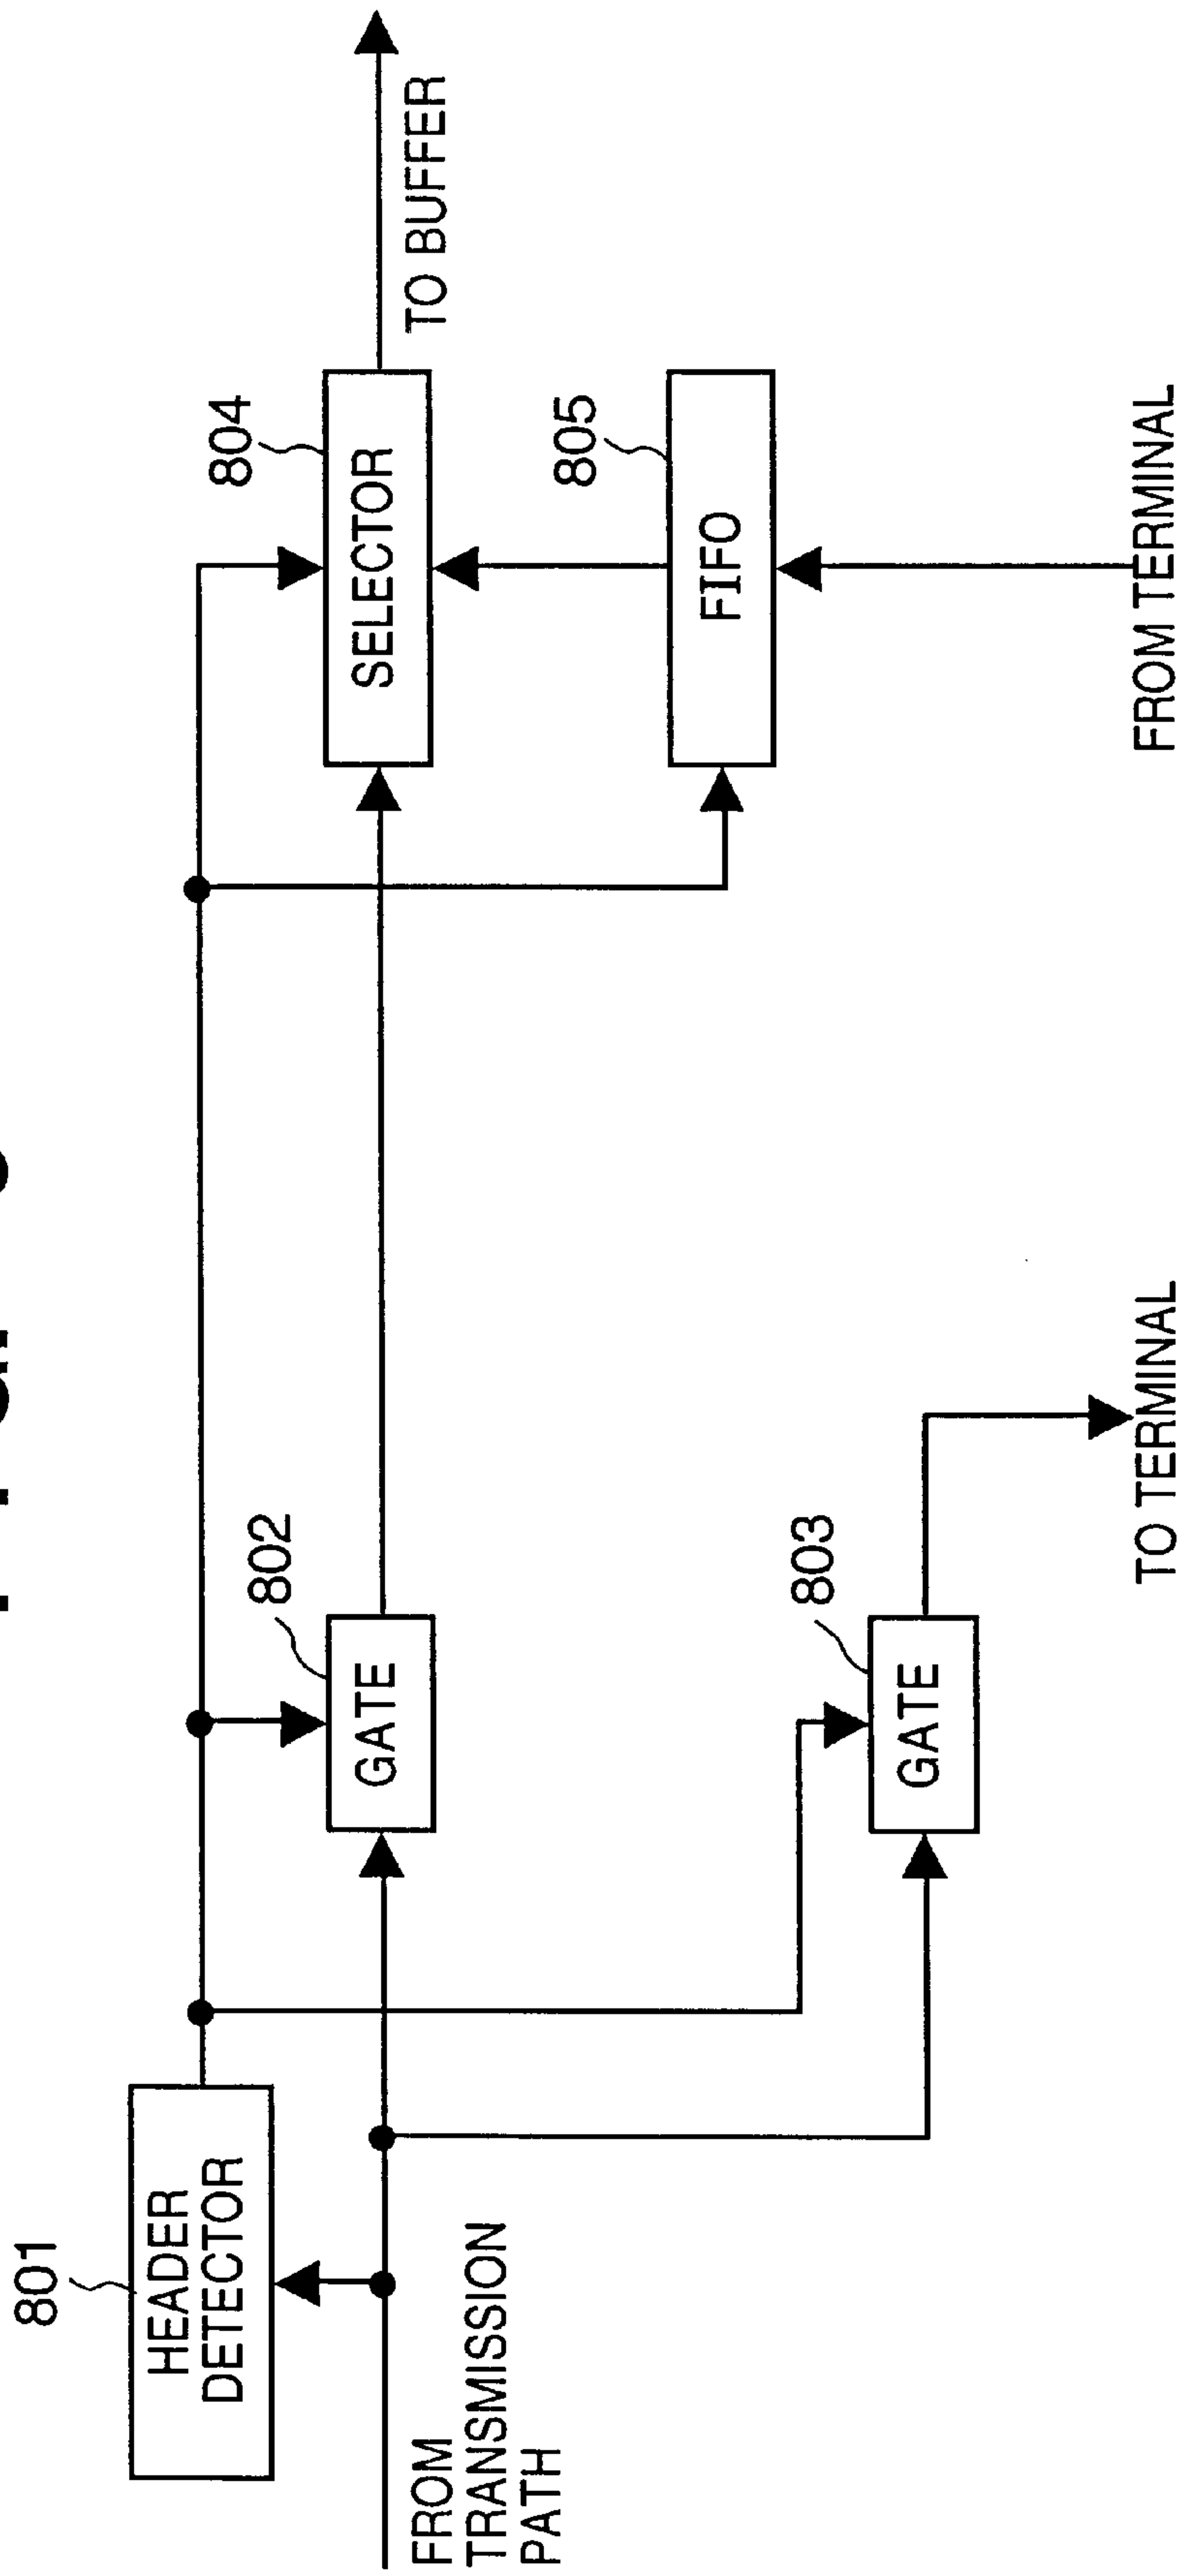 801
HEADER
DETECTOR
FROM
TRANSMISSION
PATH
802
GATE
803
GATE
TO TERMINAL
804
SELECTOR
TO BUFFER
805
FIFO
FROM TERMINAL